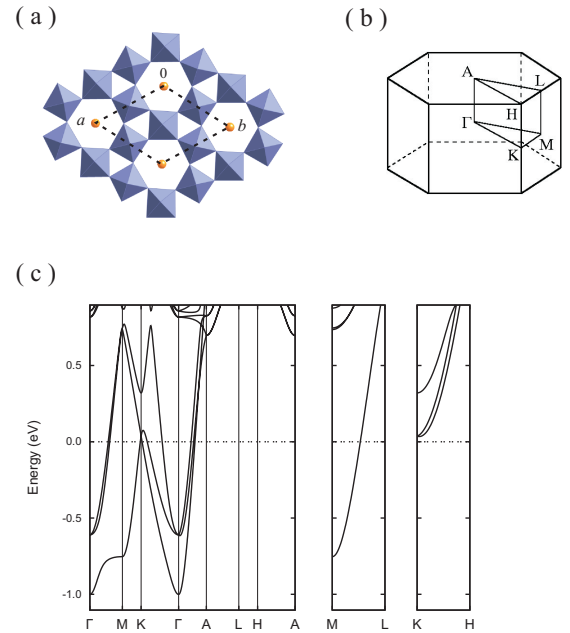 ( a )
0
a
b
( b )
A
L
H
Γ
M
K
( c )
Energy (eV)
0.5
0.0
-0.5
-1.0
Γ M K Γ A L H A
M L
K H